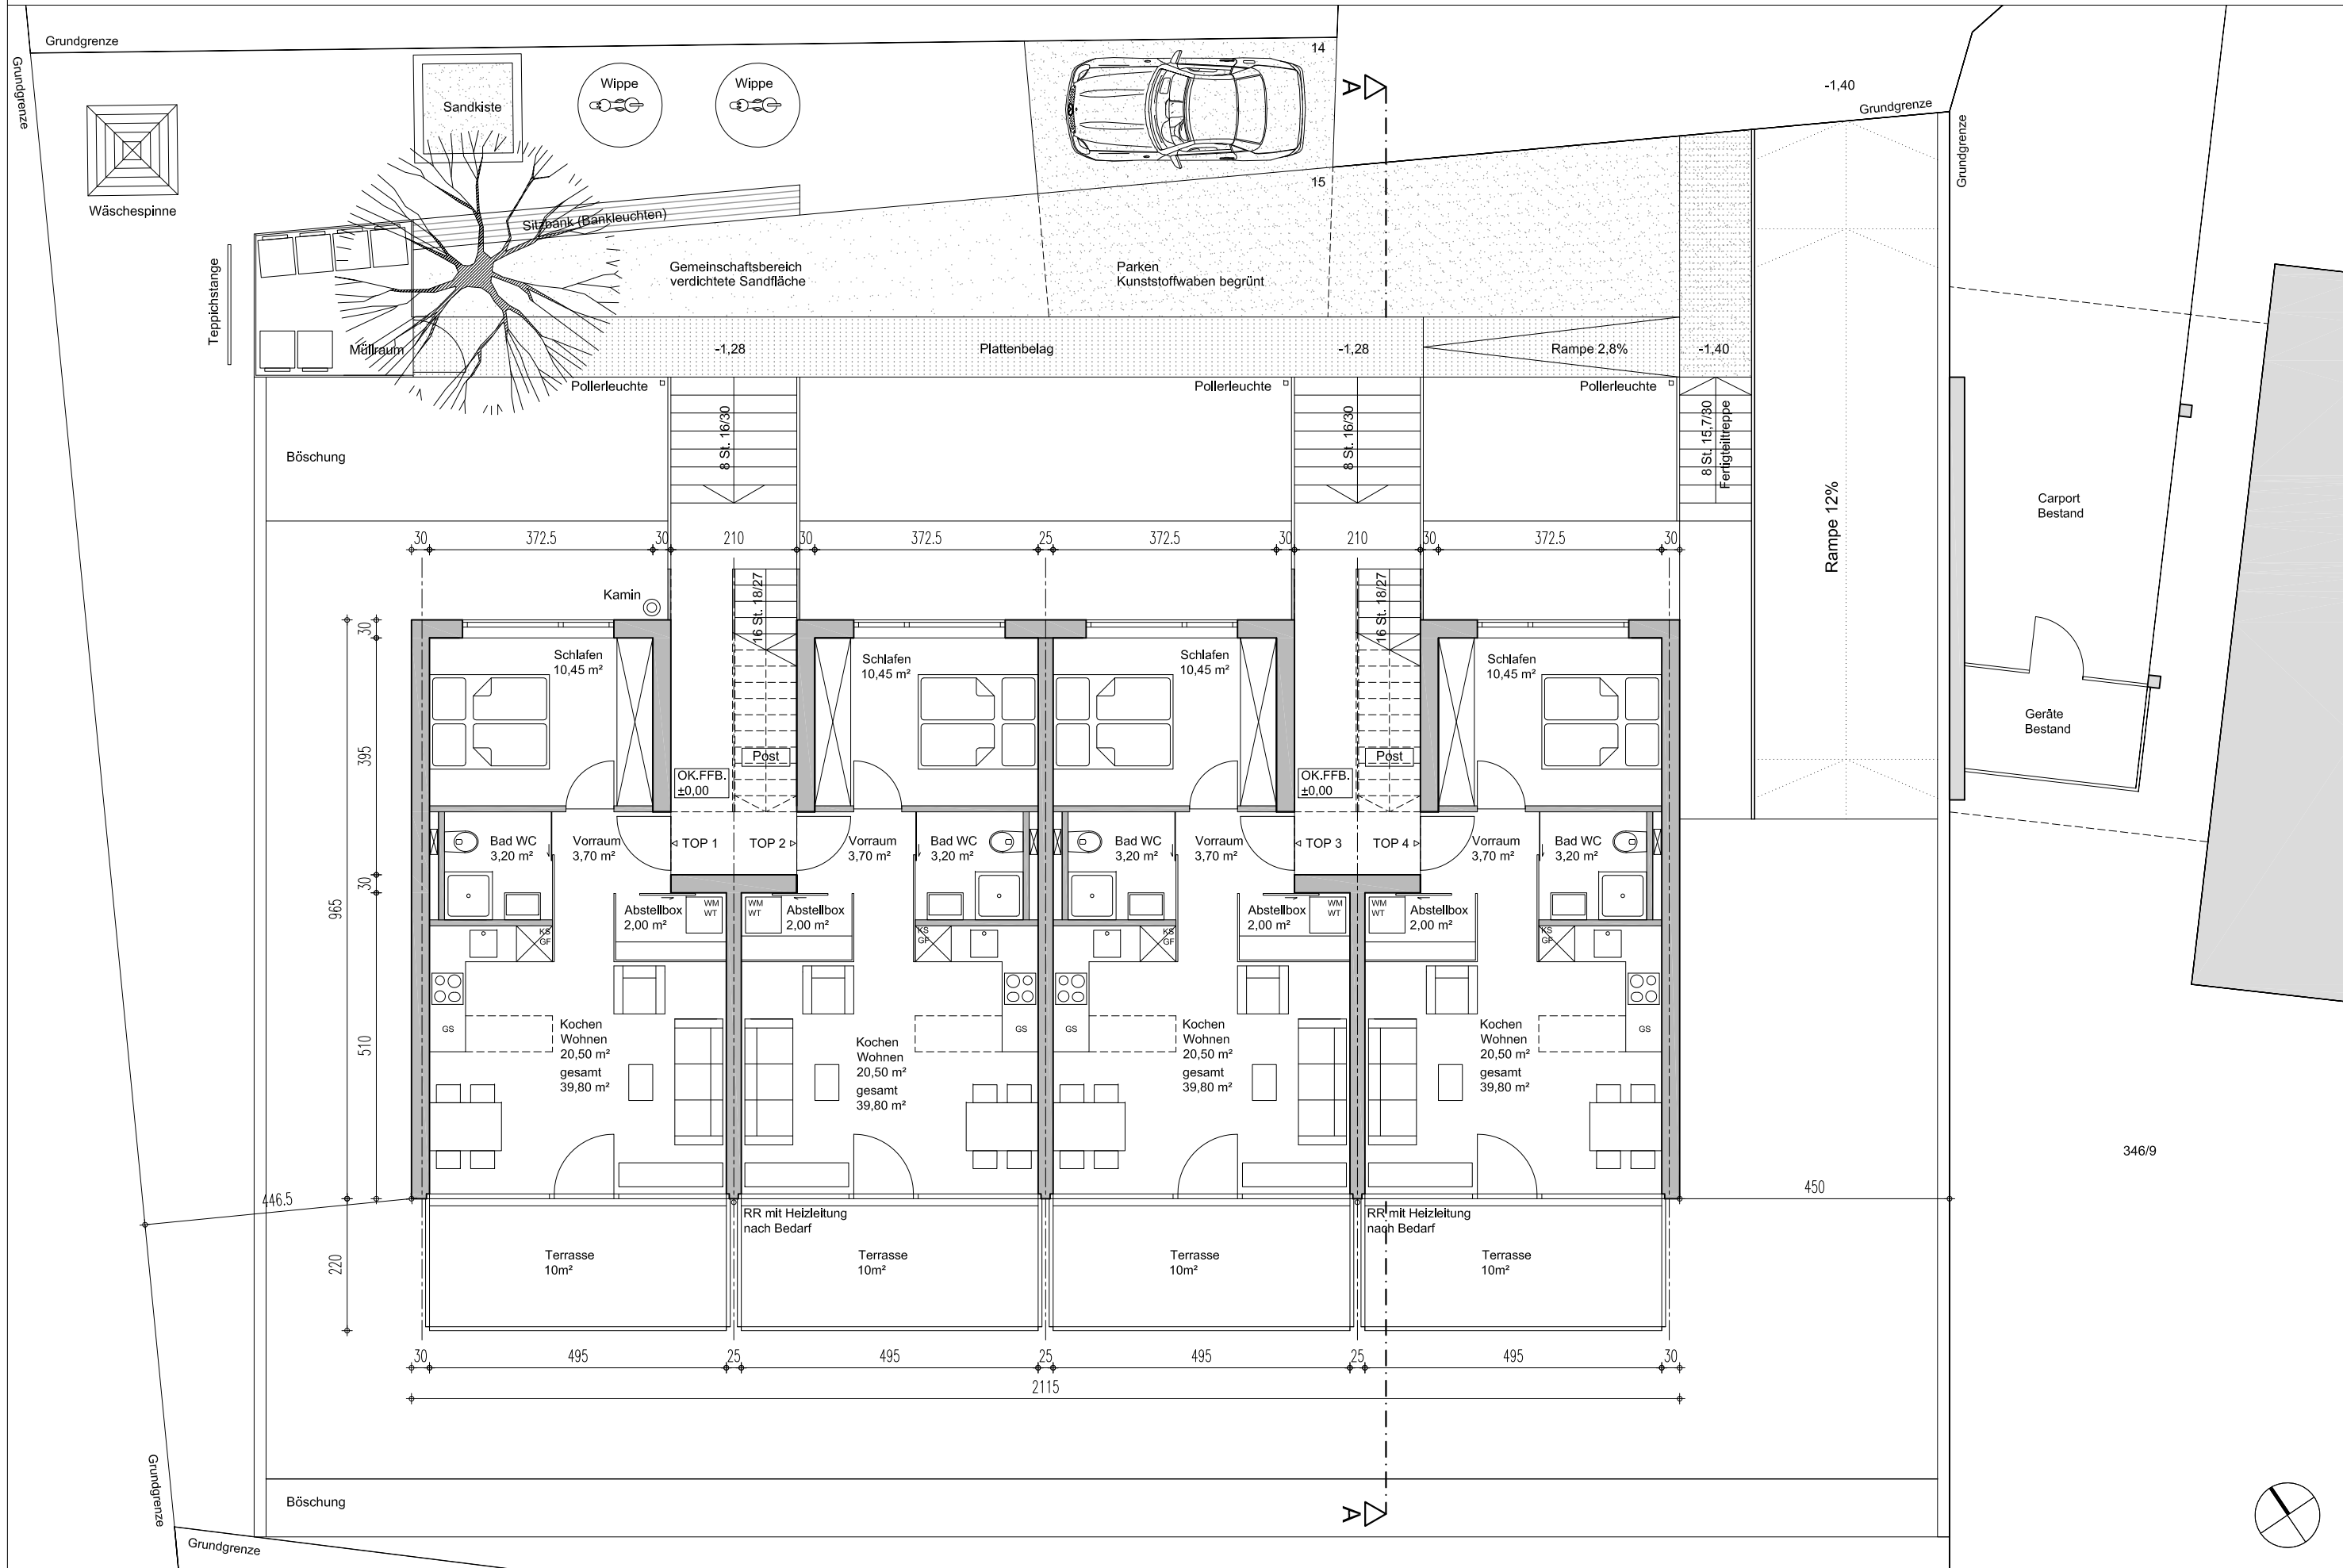 Grundgrenze
Grundgrenze
Wäschespinne
Teppichstange
Sandkiste
Wippe
Wippe
Sitzbank (Bankleuchten)
14
15
A
-1,40
Grundgrenze
Grundgrenze
Gemeinschaftsbereich
verdichtete Sandfläche
Parken
Kunststoffwaben begrünt
Müllraum
-1,28
Plattenbelag
-1,28
Rampe 2,8%
-1,40
Pollerleuchte
Pollerleuchte
Pollerleuchte
Böschung
8 St. 16/30
8 St. 16/30
8 St. 15,7/30
Fertigteiltreppe
Rampe 12%
Carport
Bestand
Geräte
Bestand
346/9
30
372.5
30
210
30
372.5
25
372.5
30
210
30
372.5
30
Kamin
16 St. 18/27
16 St. 18/27
30
395
30
510
965
220
446.5
450
Schlafen
10,45 m²
Schlafen
10,45 m²
Schlafen
10,45 m²
Schlafen
10,45 m²
Post
Post
OK.FFB.
±0,00
OK.FFB.
±0,00
Bad WC
3,20 m²
Vorraum
3,70 m²
TOP 1
TOP 2
Vorraum
3,70 m²
Bad WC
3,20 m²
Bad WC
3,20 m²
Vorraum
3,70 m²
TOP 3
TOP 4
Vorraum
3,70 m²
Bad WC
3,20 m²
Abstellbox
2,00 m²
WM
WT
WM
WT
Abstellbox
2,00 m²
Abstellbox
2,00 m²
WM
WT
WM
WT
Abstellbox
2,00 m²
KS
GF
KS
GF
KS
GF
KS
GF
GS
GS
GS
GS
Kochen
Wohnen
20,50 m²
gesamt
39,80 m²
Kochen
Wohnen
20,50 m²
gesamt
39,80 m²
Kochen
Wohnen
20,50 m²
gesamt
39,80 m²
Kochen
Wohnen
20,50 m²
gesamt
39,80 m²
RR mit Heizleitung
nach Bedarf
RR mit Heizleitung
nach Bedarf
Terrasse
10m²
Terrasse
10m²
Terrasse
10m²
Terrasse
10m²
30
495
25
495
25
495
25
495
30
2115
Grundgrenze
Grundgrenze
Böschung
A